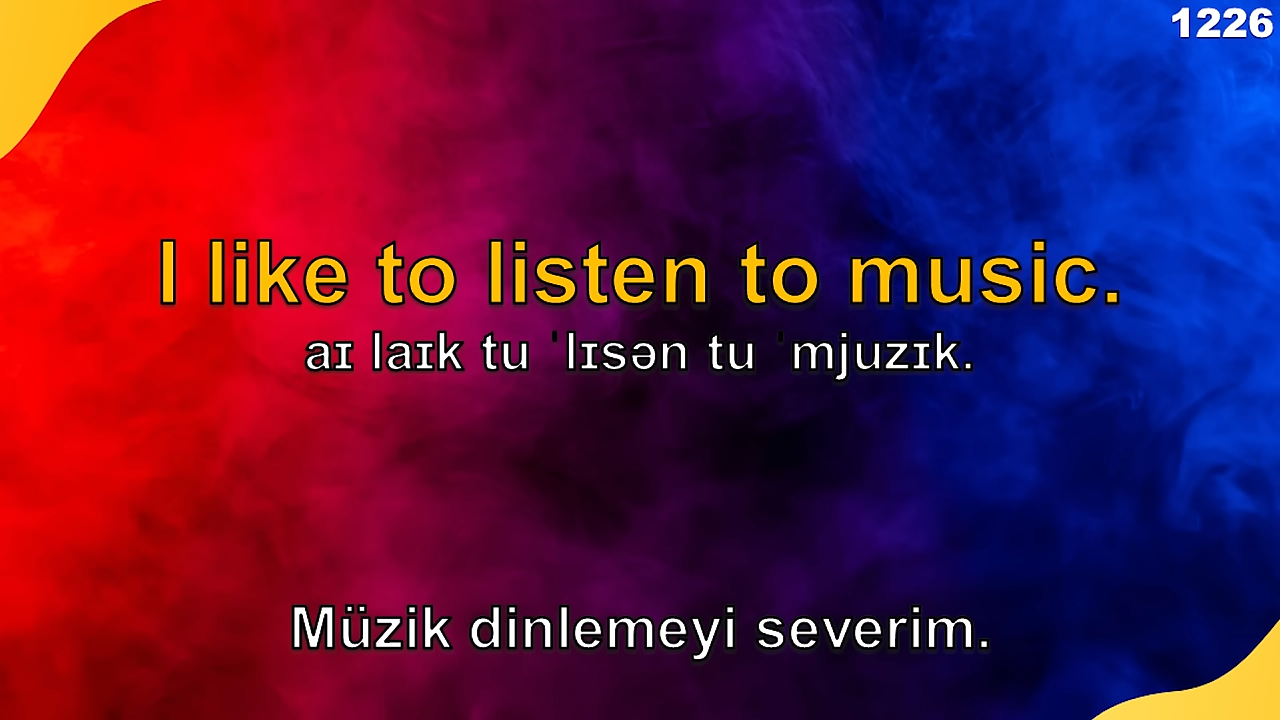 1226
I like to listen to music.
aɪ laɪk tu ˈlɪsən tu ˈmjuzɪk.
Müzik dinlemeyi severim.